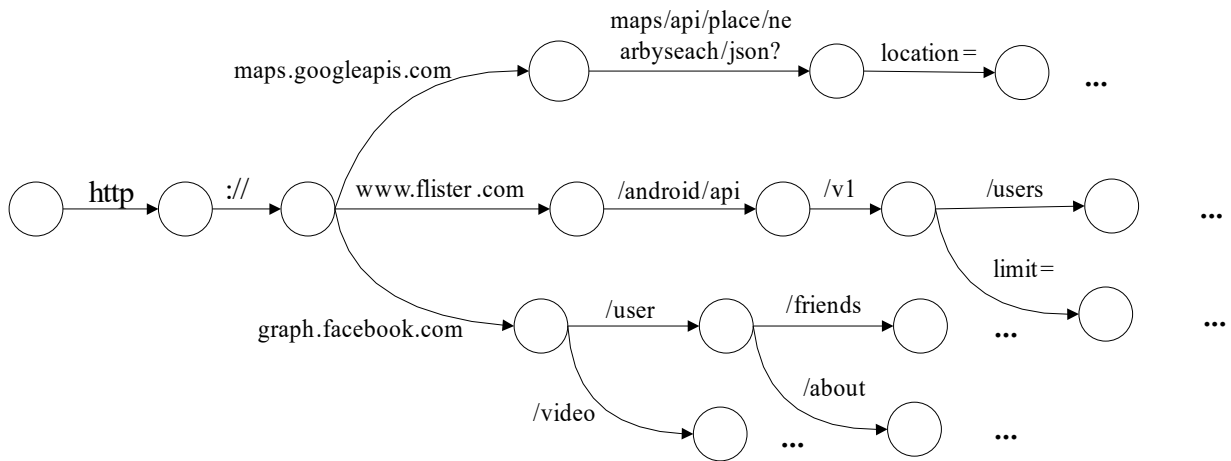 maps/api/place/ne
arbyseach/json?
maps.googleapis.com
location=
...
http
://
www.flister.com
/android/api
/v1
/users
...
limit=
...
graph.facebook.com
/user
/friends
...
/video
...
/about
...